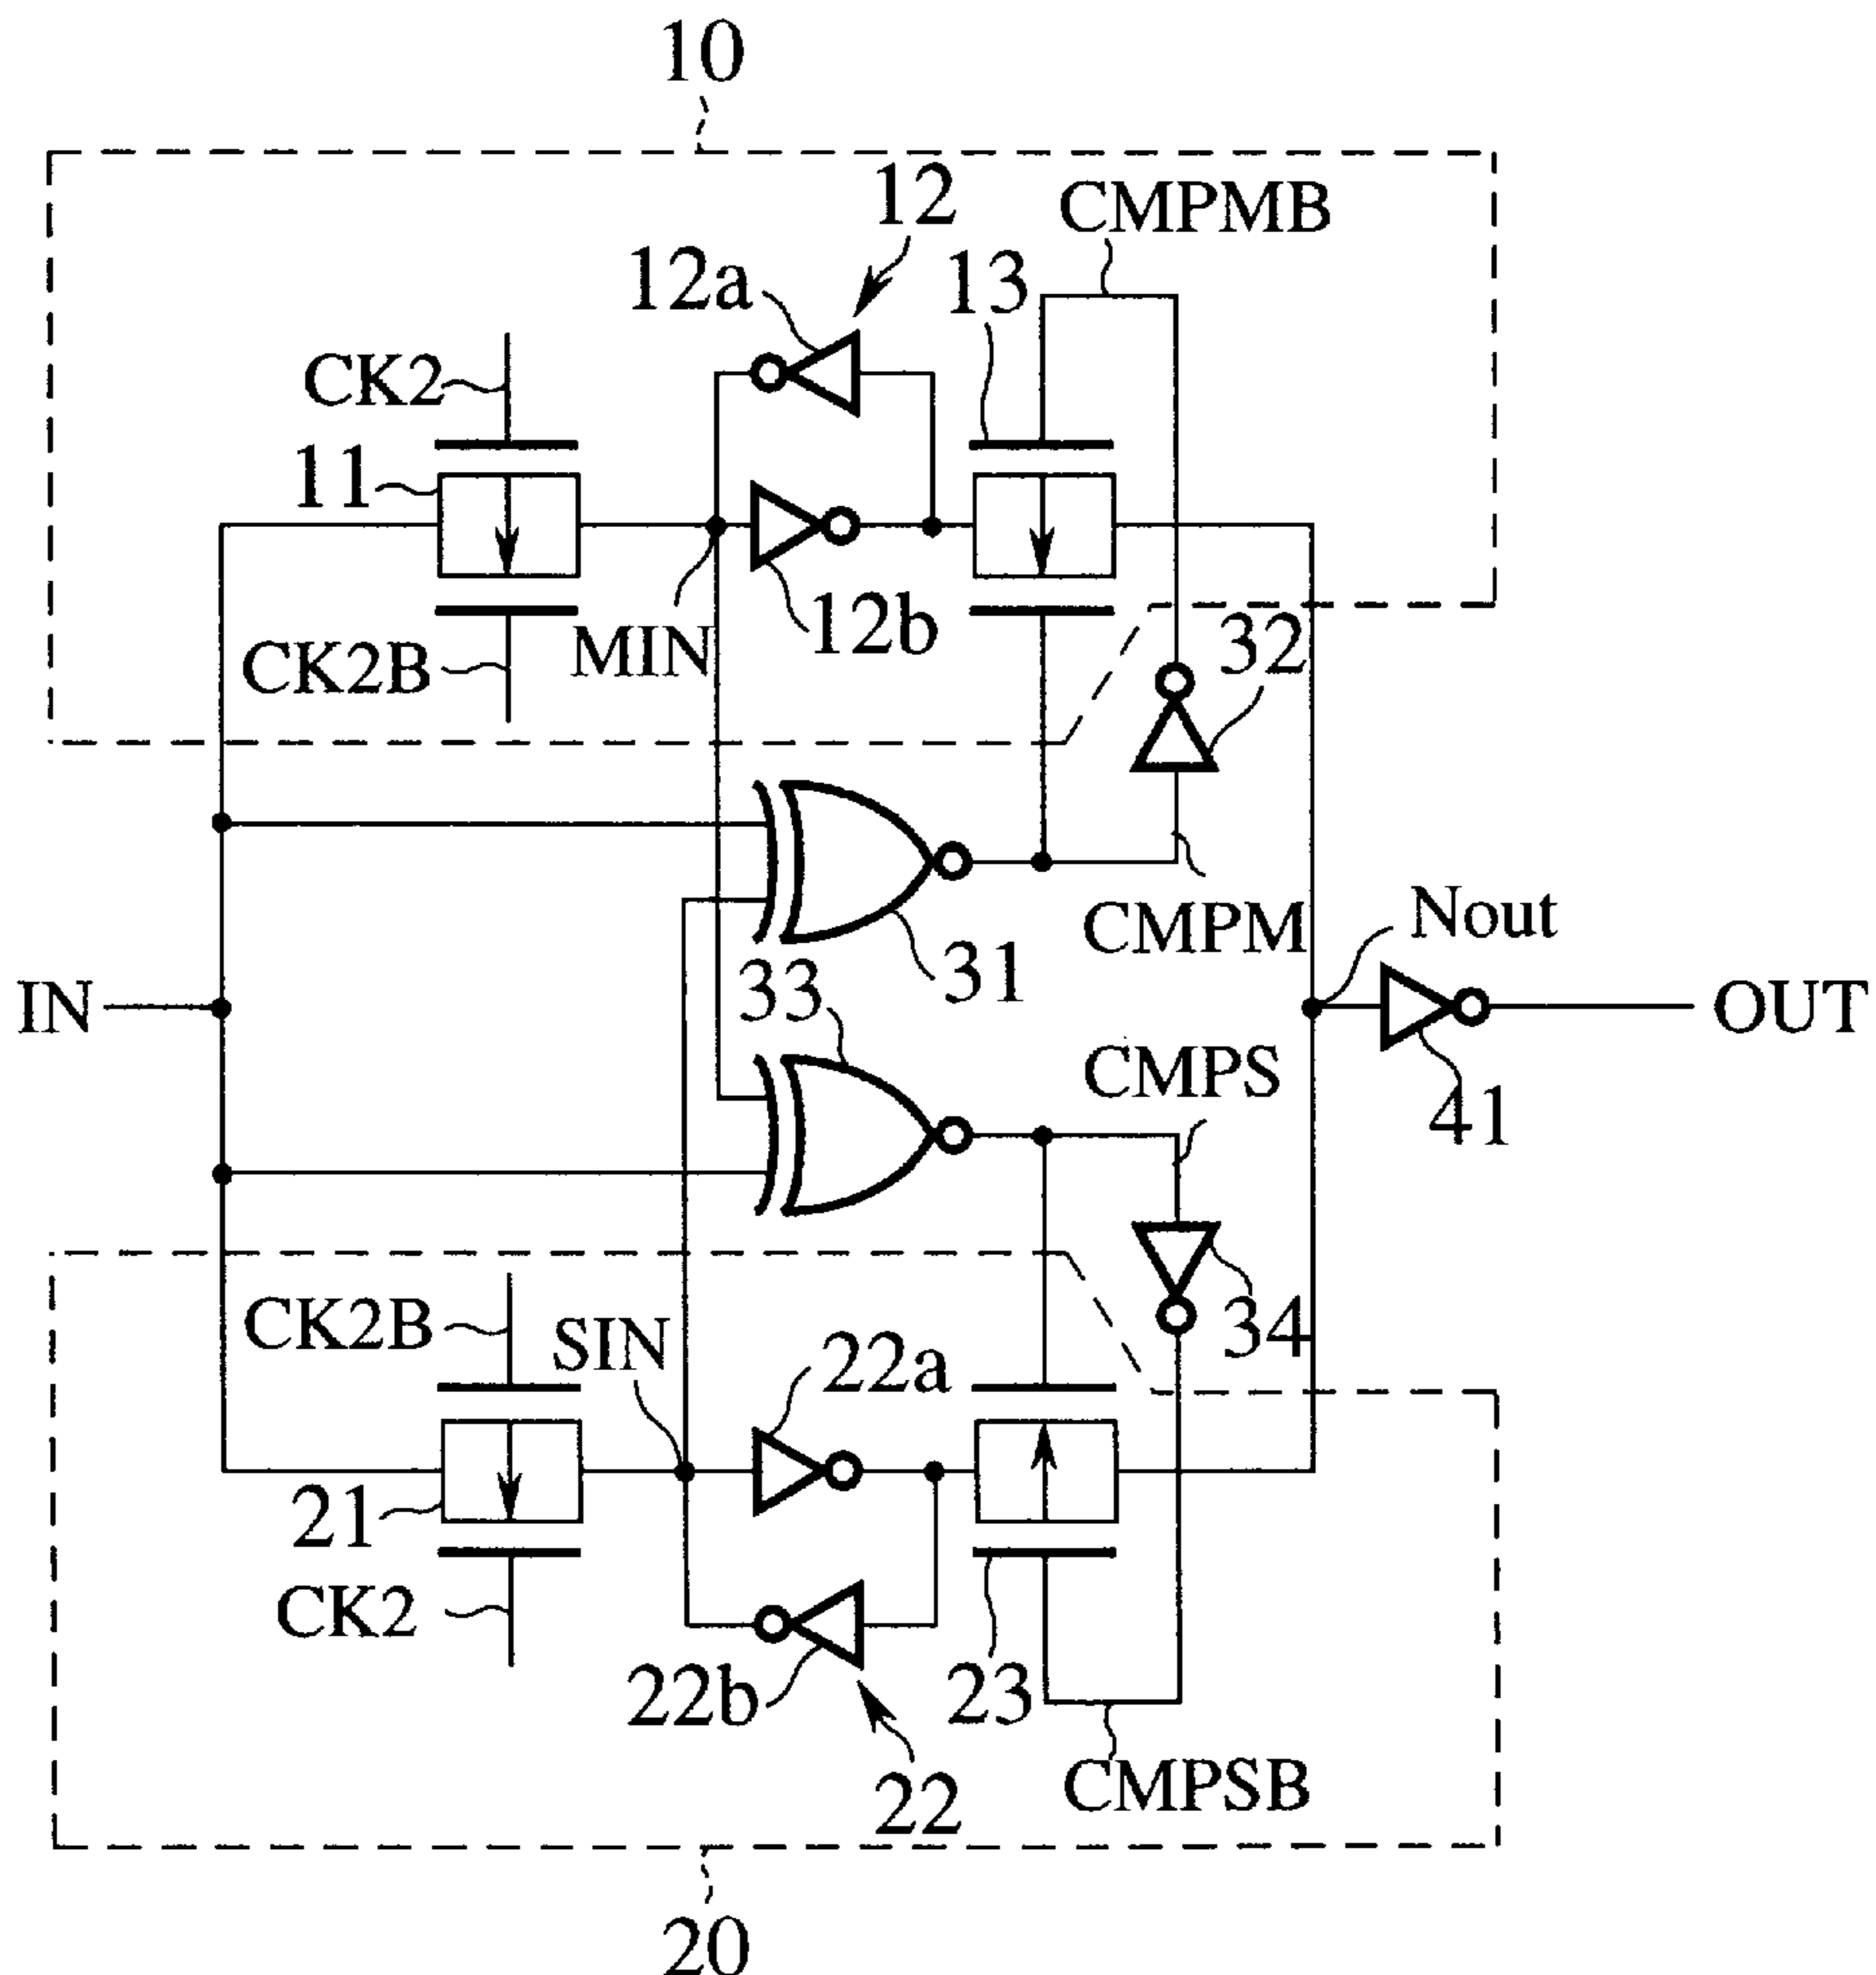 10
12
CMPMB
12a
13
CK2
11
12b
CK2B
MIN
32
CMPM
Nout
31
33
IN
OUT
CMPS
41
CK2B
SIN
22a
34
21
CK2
22b
23
22
CMPSB
20